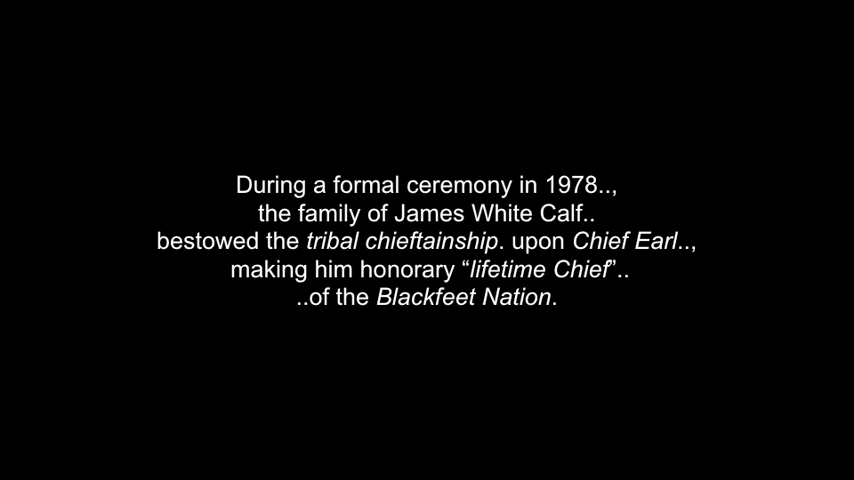 During a formal ceremony in 1978..,
the family of James White Calf..
bestowed the tribal chieftainship. upon Chief Earl..,
making him honorary “lifetime Chief”..
..of the Blackfeet Nation.